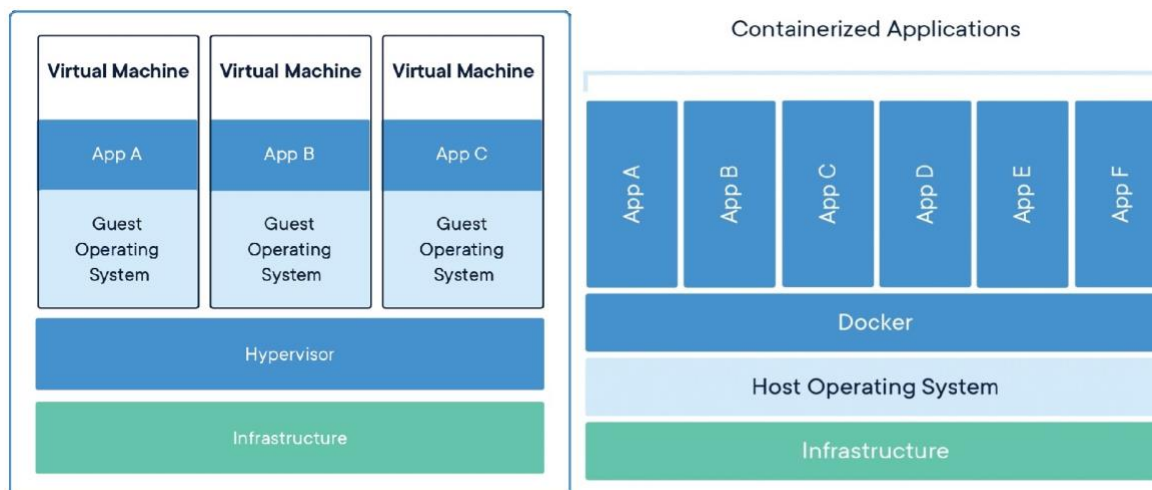 Virtual Machine
App A
Guest
Operating
System
Virtual Machine
App B
Guest
Operating
System
Virtual Machine
App C
Guest
Operating
System
Hypervisor
Infrastructure
Containerized Applications
App A
App B
App C
App D
App E
App F
Docker
Host Operating System
Infrastructure